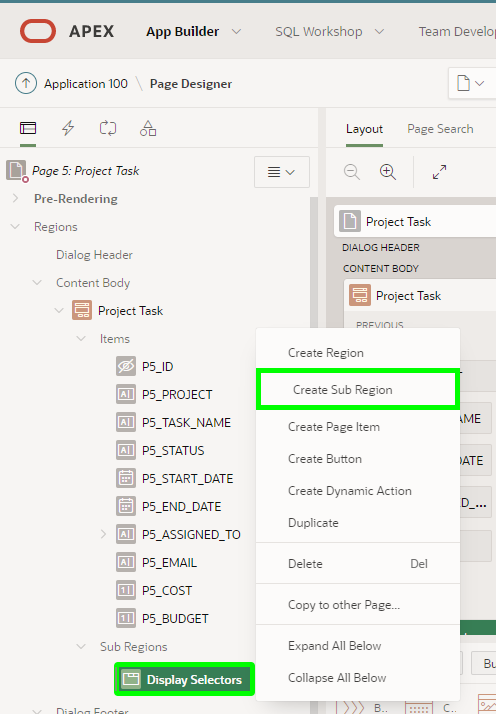 APEX App Builder SQL Workshop Team Develo
Application 100 \ Page Designer
Layout Page Search
Page 5: Project Task
Pre-Rendering
Regions
Dialog Header
Content Body
Project Task
Items
P5_ID
P5_PROJECT
P5_TASK_NAME
P5_STATUS
P5_START_DATE
P5_END_DATE
P5_ASSIGNED_TO
P5_EMAIL
P5_COST
P5_BUDGET
Sub Regions
Display Selectors
Dialog Footer
Project Task
DIALOG HEADER
CONTENT BODY
Project Task
PREVIOUS
Create Region
Create Sub Region
Create Page Item
Create Button
Create Dynamic Action
Duplicate
Delete Del
Copy to other Page...
Expand All Below
Collapse All Below
AME
DATE
D_...
Bu
B..
C..